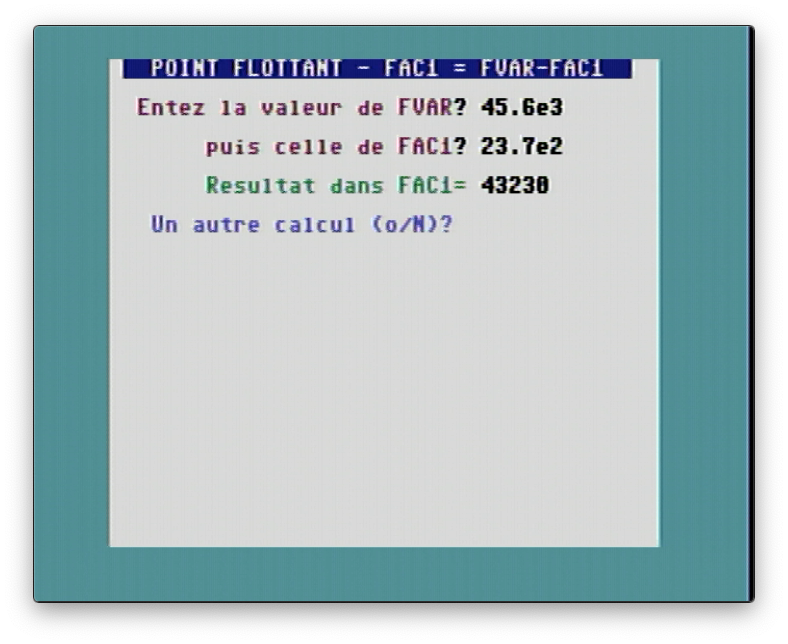 POINT FLOTTANT - FAC1 = FVAR-FAC1
Entez la valeur de FVAR? 45.6e3
puis celle de FAC1? 23.7e2
Resultat dans FAC1= 43230
Un autre calcul (o/N)?